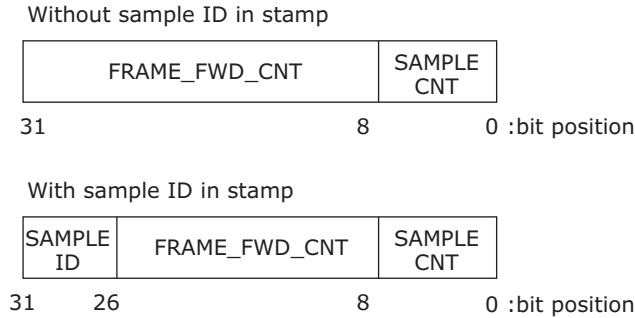 Without sample ID in stamp
FRAME_FWD_CNT
SAMPLE
CNT
31 8 0 :bit position
With sample ID in stamp
SAMPLE
ID
FRAME_FWD_CNT
SAMPLE
CNT
31 26 8 0 :bit position